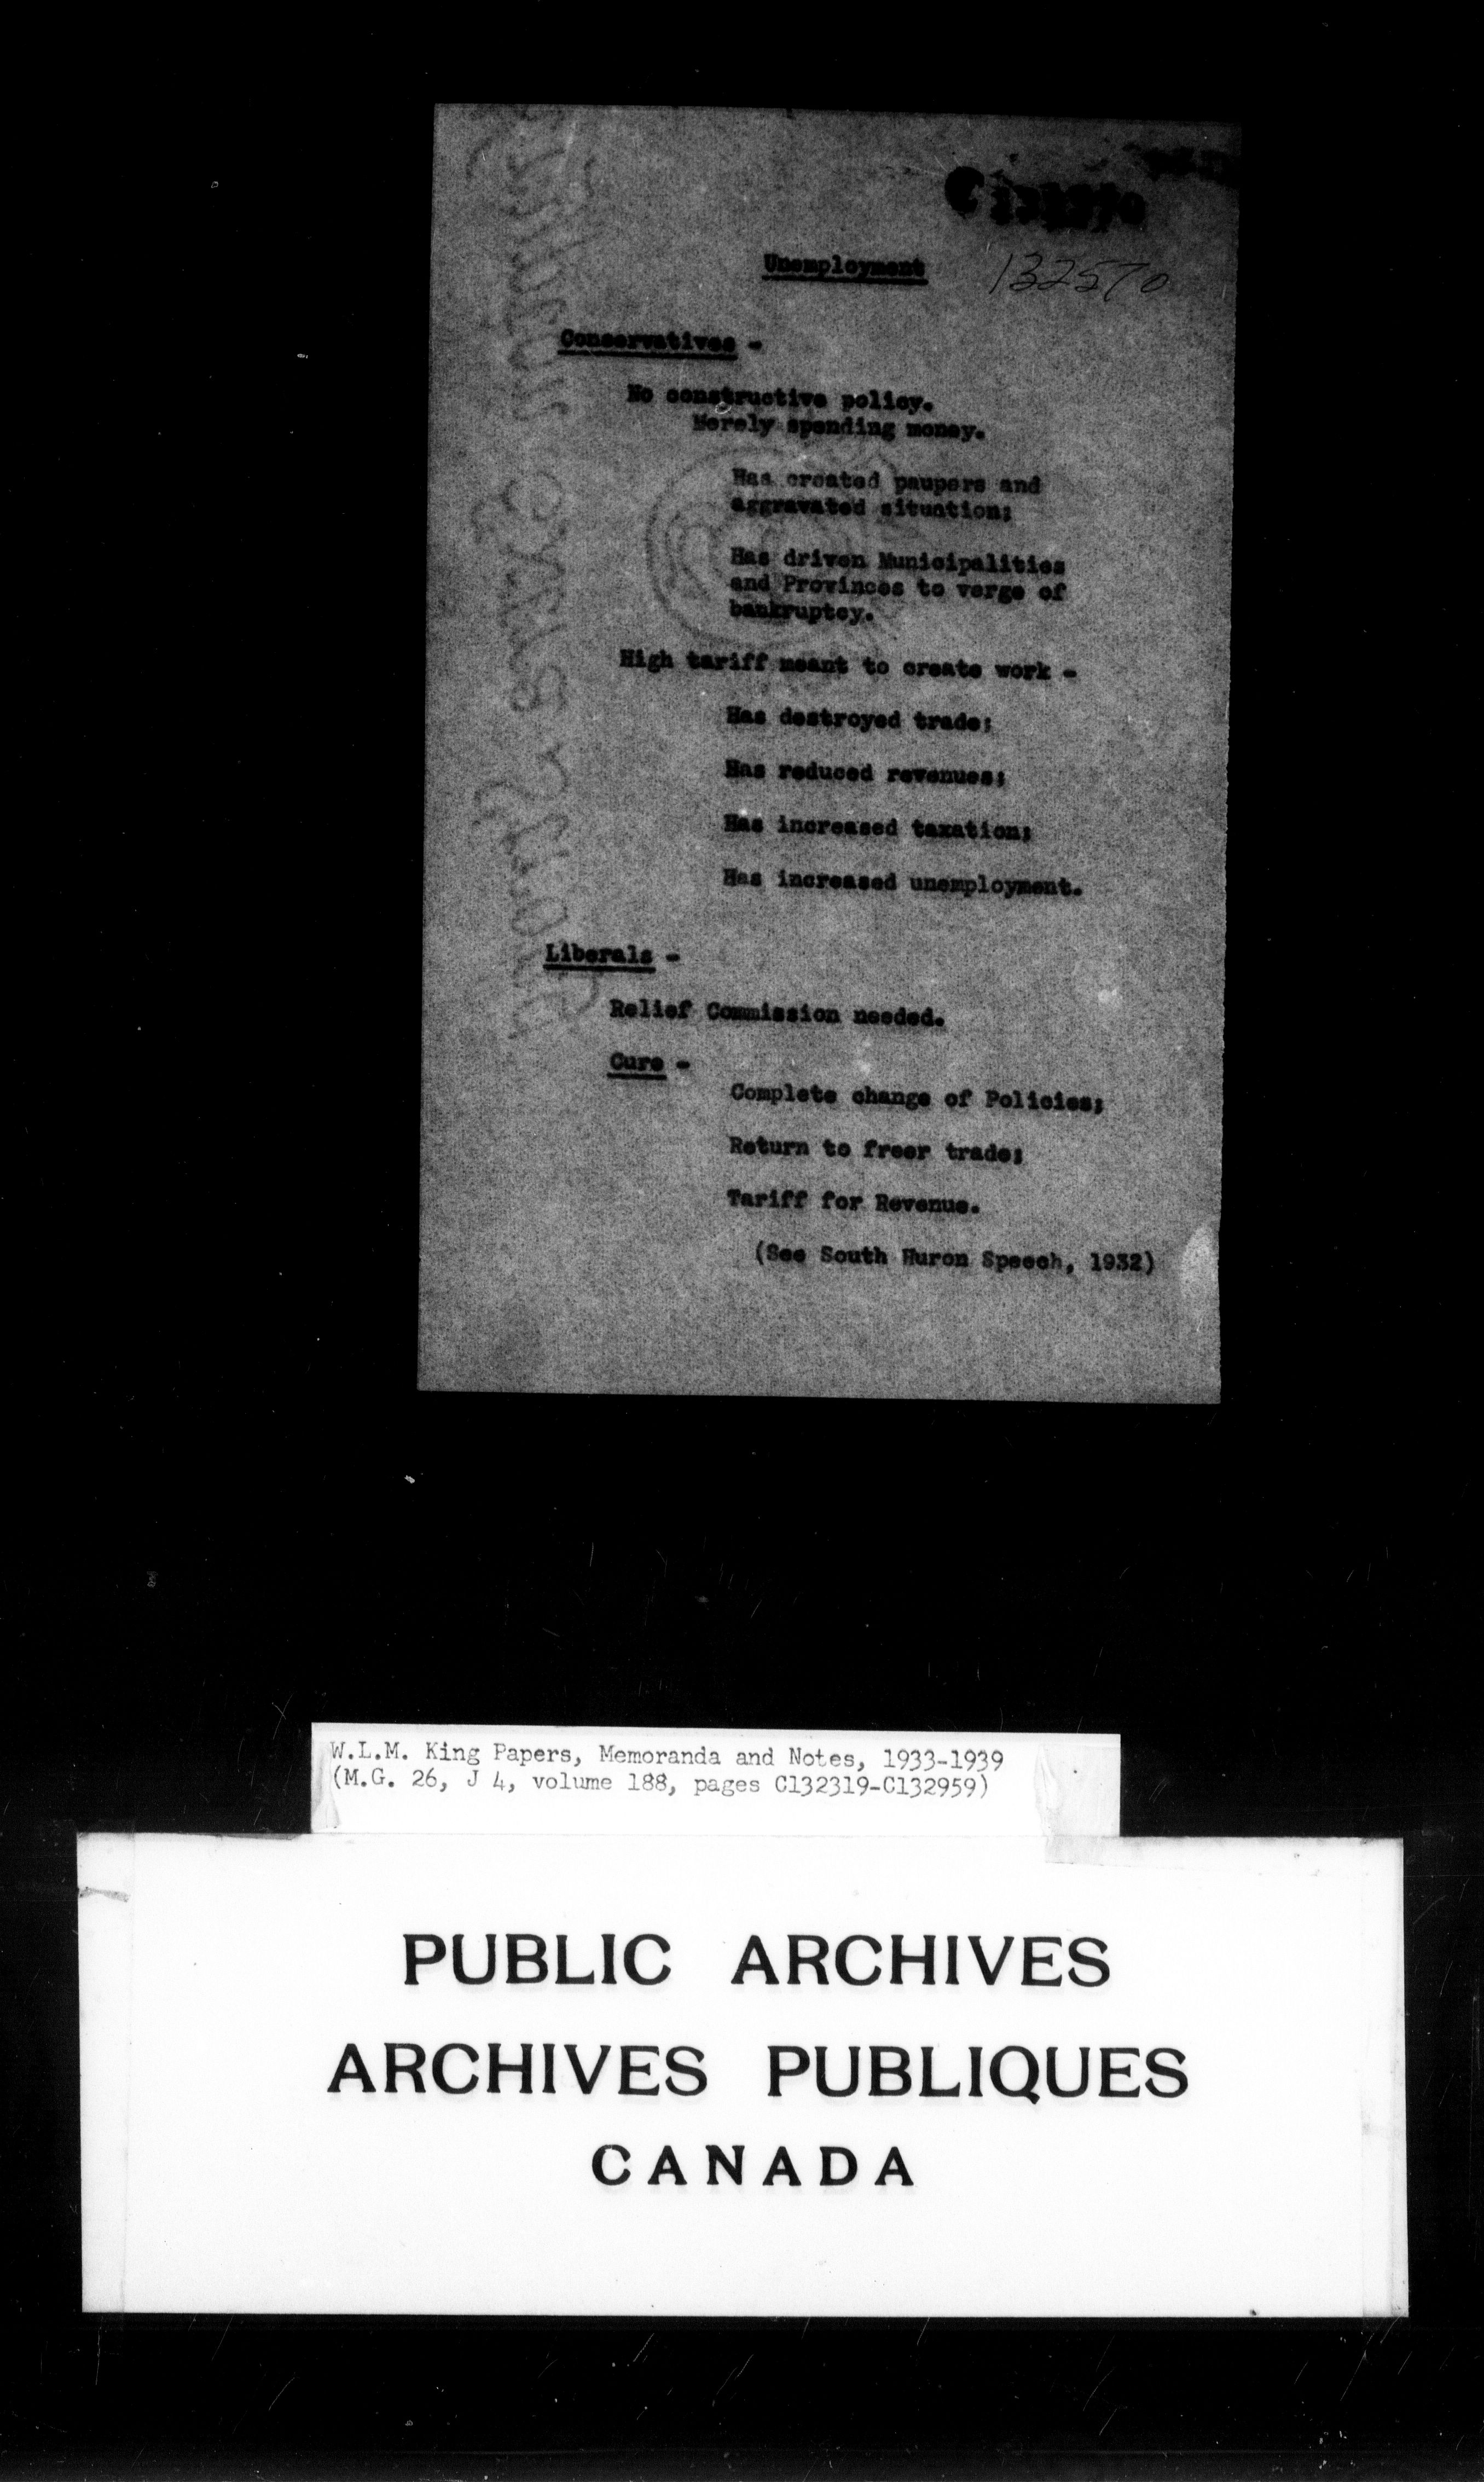 132570
Unemployment
Conservatives -
No constructive policy.
Merely spending money.
Has created paupers and
aggravated situation;
Has driven Municipalities
and Provinces to verge of
bankruptcy.
High tariff meant to create work -
Has destroyed trade;
Has reduced revenues;
Has increased taxation;
Has increased unemployment.
Liberals -
Relief Commission needed.
Cure -
Complete change of Policies;
Return to freer trade;
Tariff for Revenue.
(See South Huron Speech, 1932)
W.L.M. King Papers, Memoranda and Notes, 1933-1939
(M.G. 26, J 4, volume 188, pages C132319-C132959)
PUBLIC ARCHIVES
ARCHIVES PUBLIQUES
CANADA